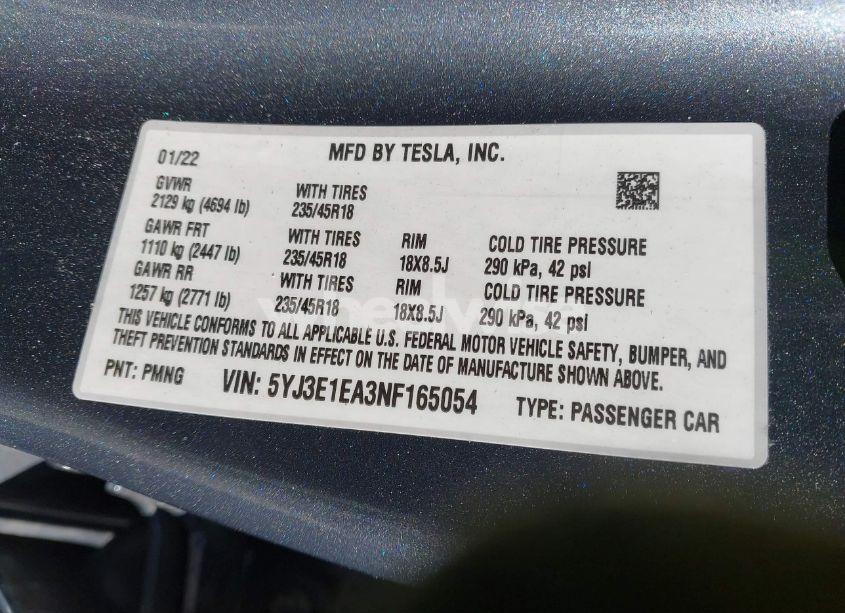 01/22 MFD BY TESLA, INC.
GVWR WITH TIRES
2129 kg (4694 lb) 235/45R18
GAWR FRT WITH TIRES RIM COLD TIRE PRESSURE
1110 kg (2447 lb) 235/45R18 18X8.5J 290 kPa, 42 psi
GAWR RR WITH TIRES RIM COLD TIRE PRESSURE
1257 kg (2771 lb) 235/45R18 18X8.5J 290 kPa, 42 psi
THIS VEHICLE CONFORMS TO ALL APPLICABLE U.S. FEDERAL MOTOR VEHICLE SAFETY, BUMPER, AND
THEFT PREVENTION STANDARDS IN EFFECT ON THE DATE OF MANUFACTURE SHOWN ABOVE.
PNT: PMNG VIN: 5YJ3E1EA3NF165054 TYPE: PASSENGER CAR